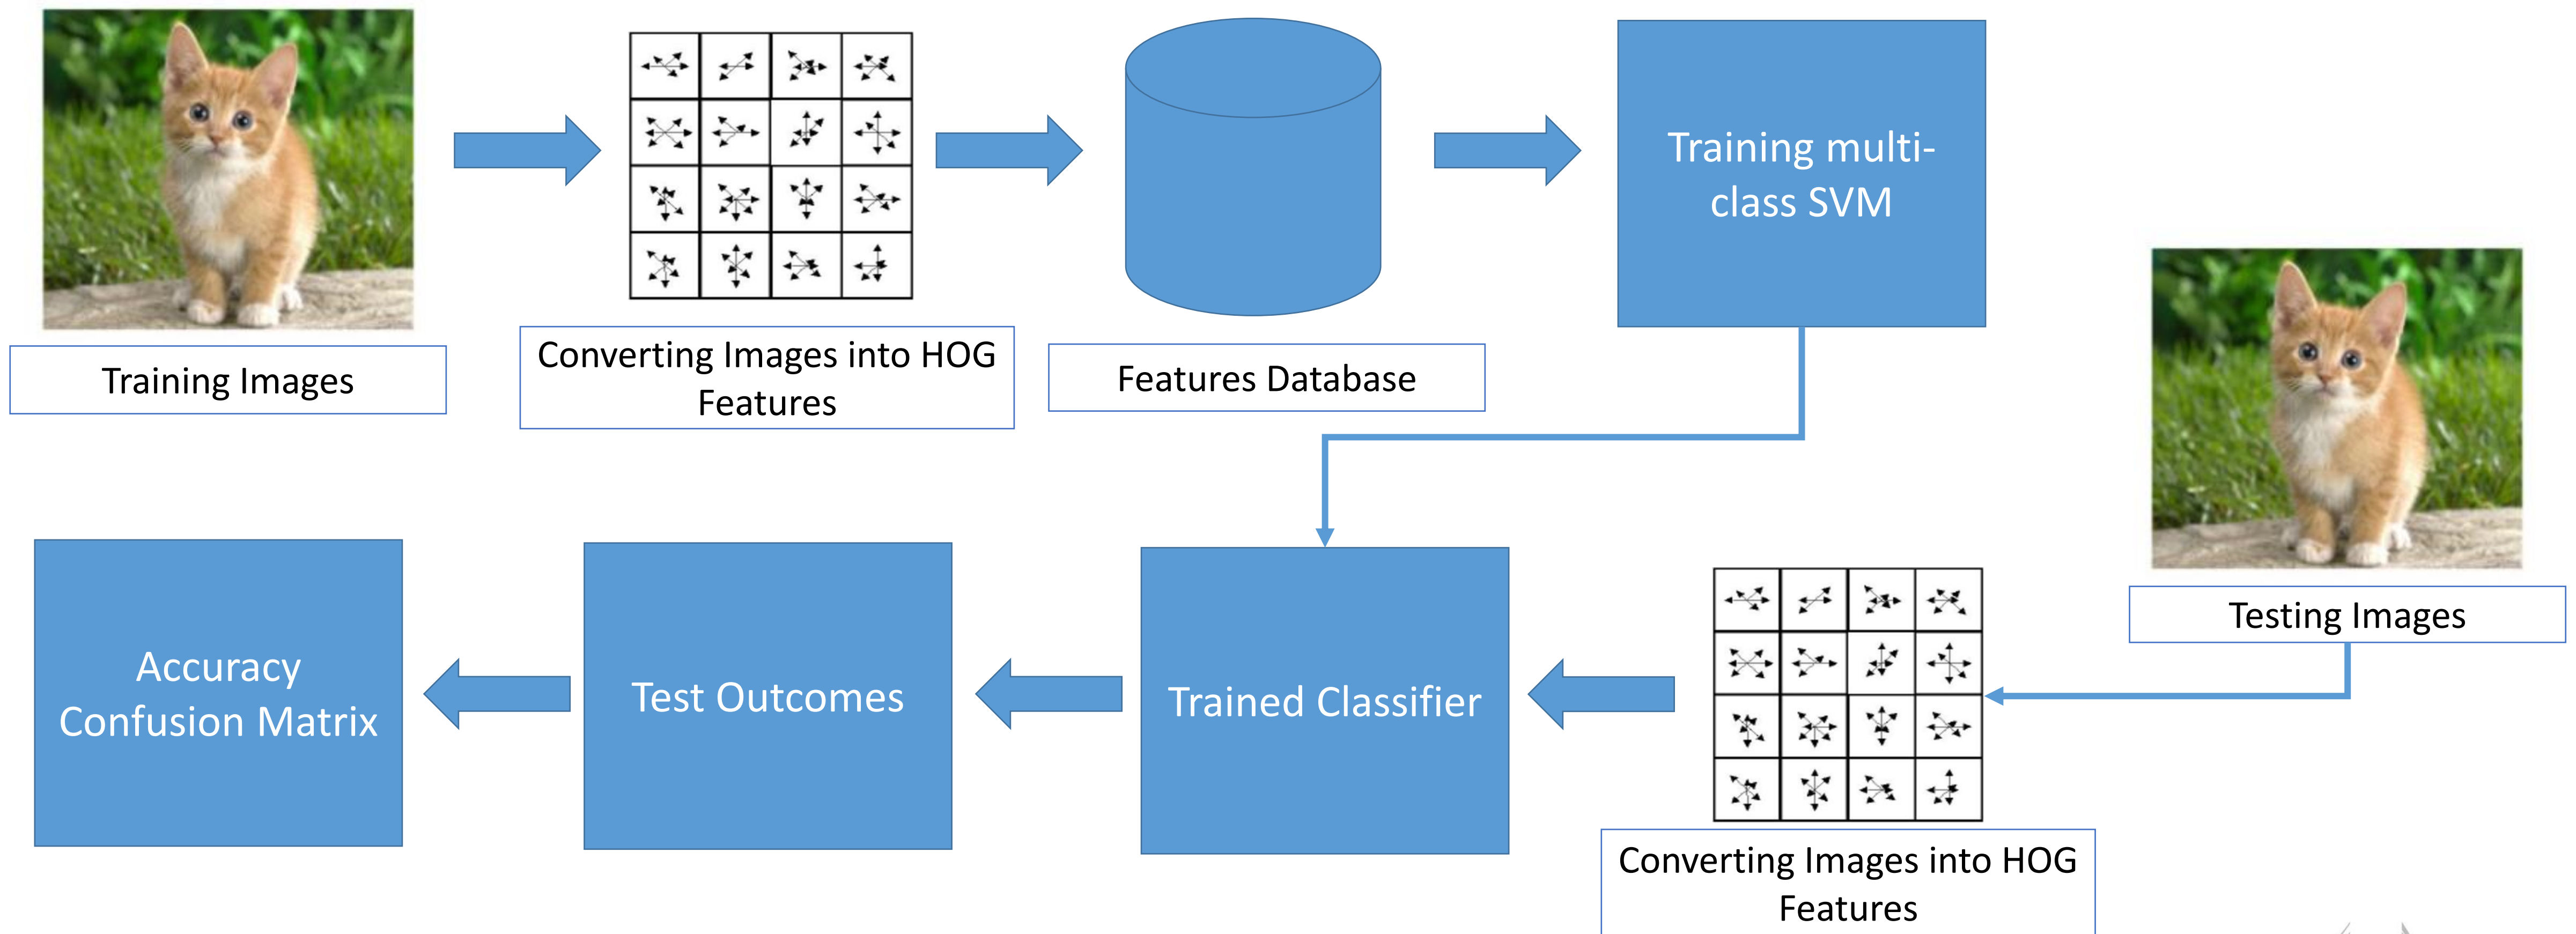 Training Images
Converting Images into HOG
Features
Features Database
Training multi-
class SVM
Testing Images
Accuracy
Confusion Matrix
Test Outcomes
Trained Classifier
Converting Images into HOG
Features